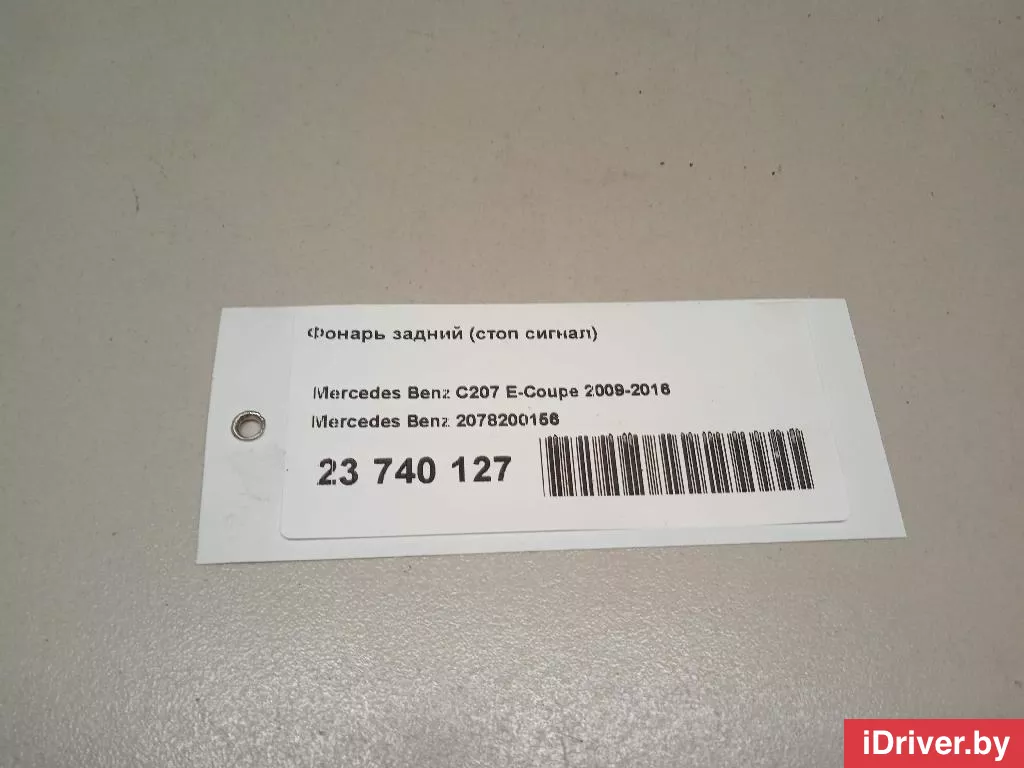 Фонарь задний (стоп сигнал)
Mercedes Benz C207 E-Coupe 2009-2016
Mercedes Benz 2078200156
23 740 127
iDriver.by